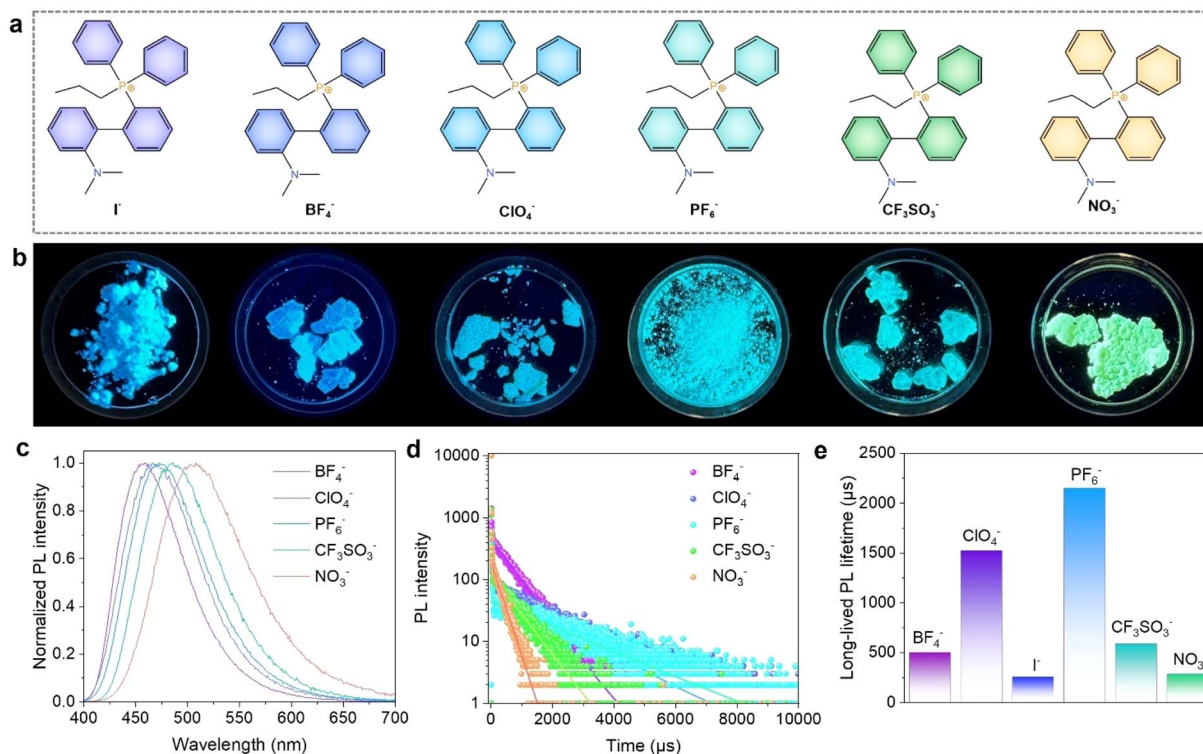 a
P⊕ P⊕ P⊕ P⊕ P⊕ P⊕
N N N N N N
I⁻ BF₄⁻ ClO₄⁻ PF₆⁻ CF₃SO₃⁻ NO₃⁻
b
c
Normalized PL intensity
1.0
0.8
0.6
0.4
0.2
0.0
BF₄⁻
ClO₄⁻
PF₆⁻
CF₃SO₃⁻
NO₃⁻
400 450 500 550 600 650 700
Wavelength (nm)
d
PL intensity
10000
1000
100
10
1
BF₄⁻
ClO₄⁻
PF₆⁻
CF₃SO₃⁻
NO₃⁻
0 2000 4000 6000 8000 10000
Time (µs)
e
Long-lived PL lifetime (µs)
2500
2000
1500
1000
500
0
BF₄⁻
ClO₄⁻
I⁻
PF₆⁻
CF₃SO₃⁻
NO₃